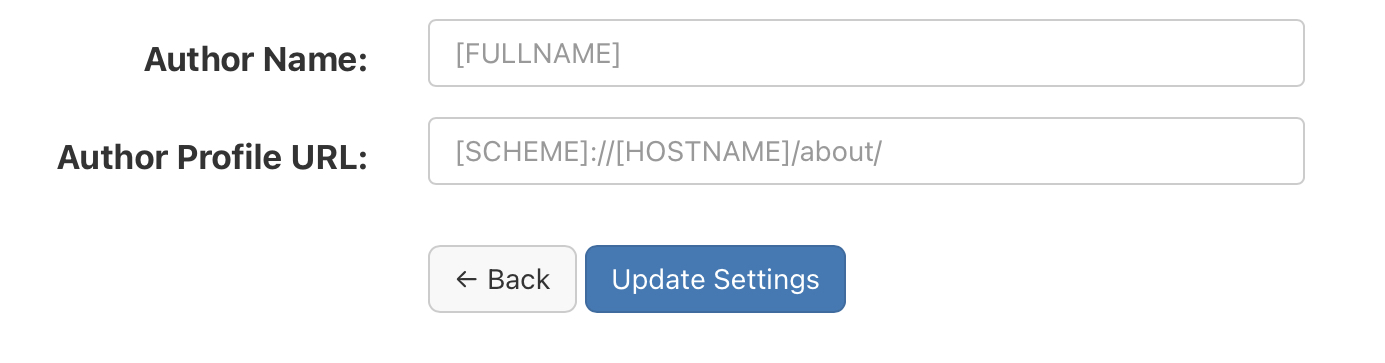 Author Name: [FULLNAME]
Author Profile URL: [SCHEME]://[HOSTNAME]/about/
← Back Update Settings